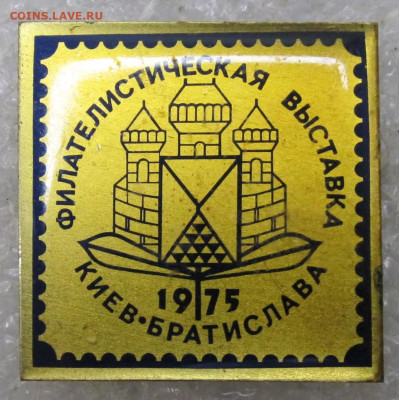 COINS.LAVE.RU
ФИЛАТЕЛИСТИЧЕСКАЯ ВЫСТАВКА
1975
КИЕВ•БРАТИСЛАВА